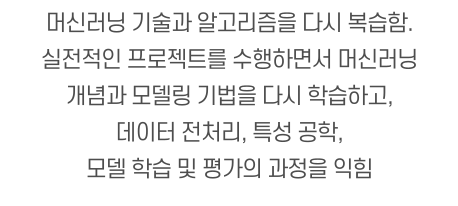 머신러닝 기술과 알고리즘을 다시 복습함.
실전적인 프로젝트를 수행하면서 머신러닝
개념과 모델링 기법을 다시 학습하고,
데이터 전처리, 특성 공학,
모델 학습 및 평가의 과정을 익힘